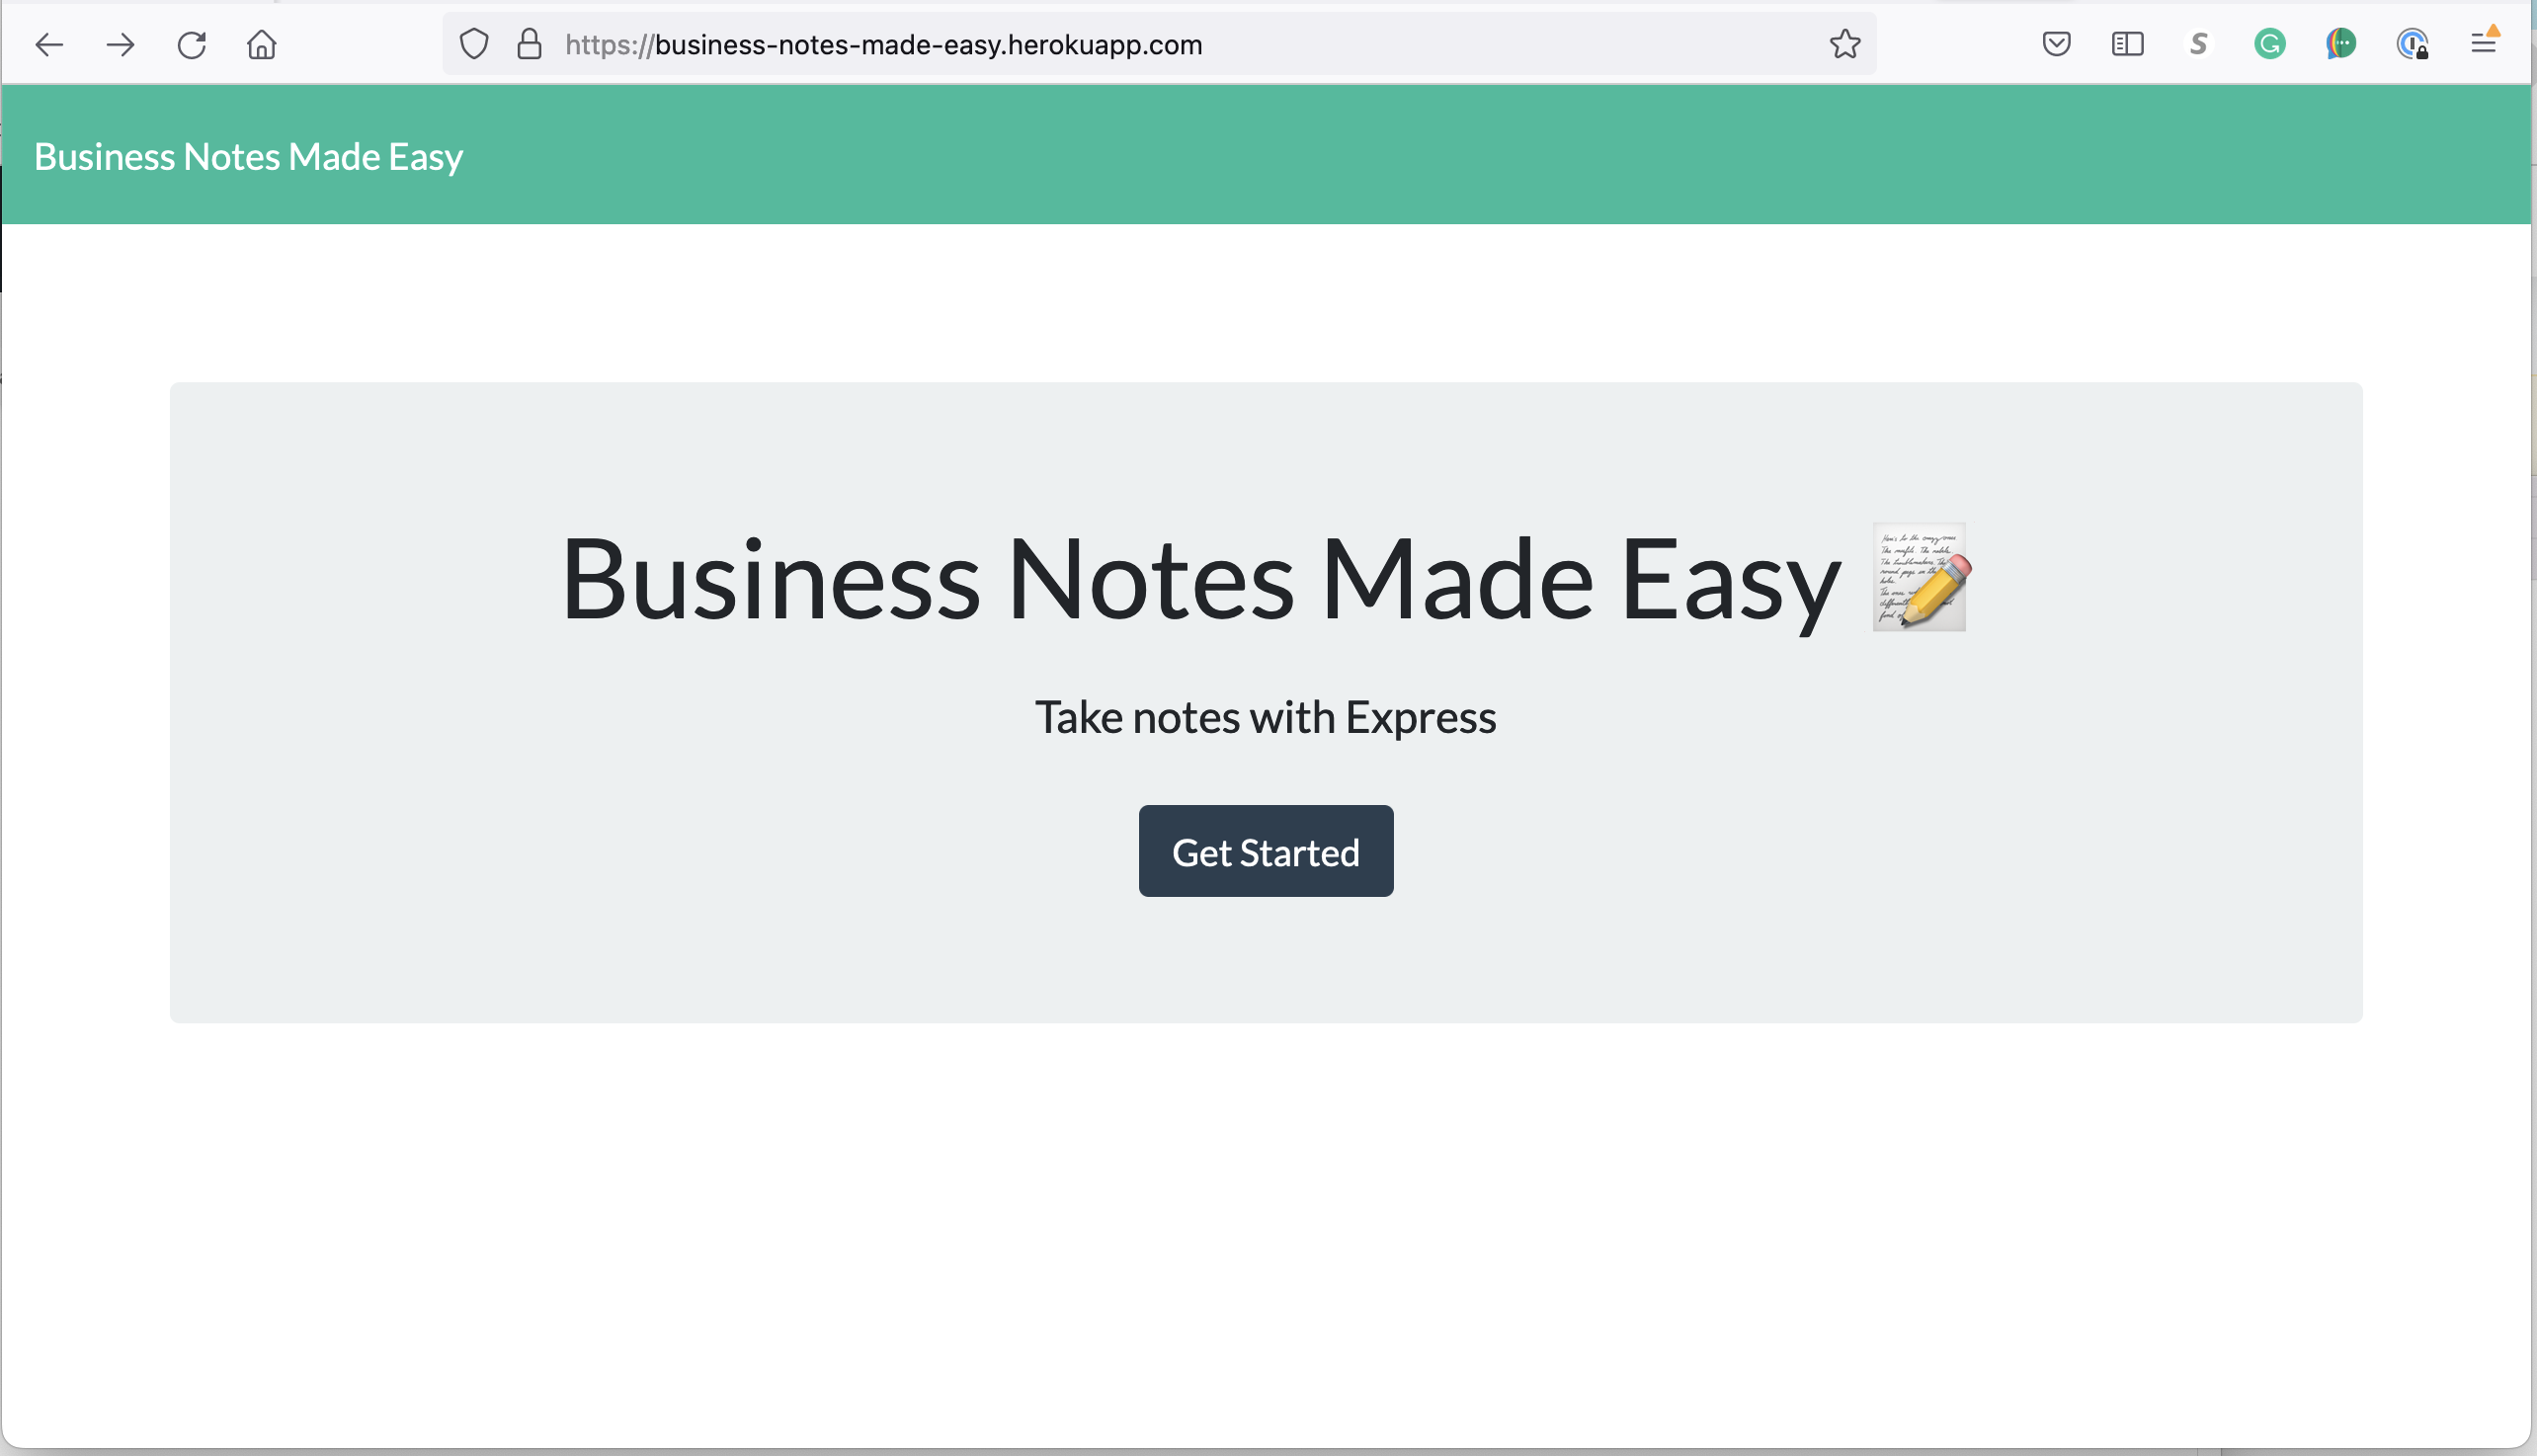 https://business-notes-made-easy.herokuapp.com
Business Notes Made Easy
Business Notes Made Easy
Take notes with Express
Get Started